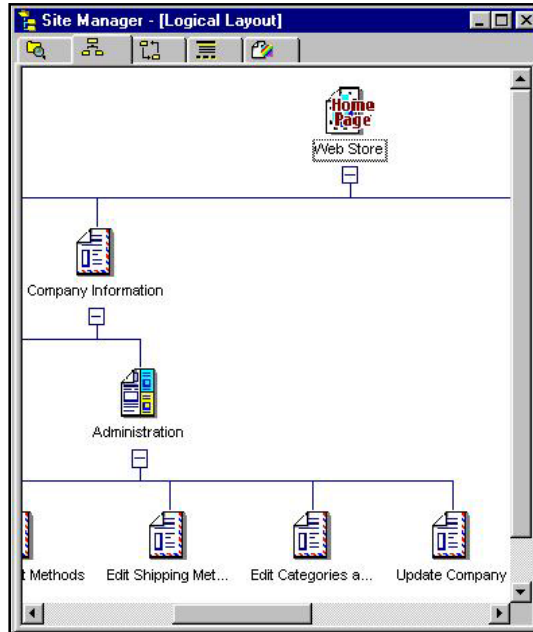 Site Manager - [Logical Layout]
Home
Page
Web Store
Company Information
Administration
t Methods
Edit Shipping Met...
Edit Categories a...
Update Company